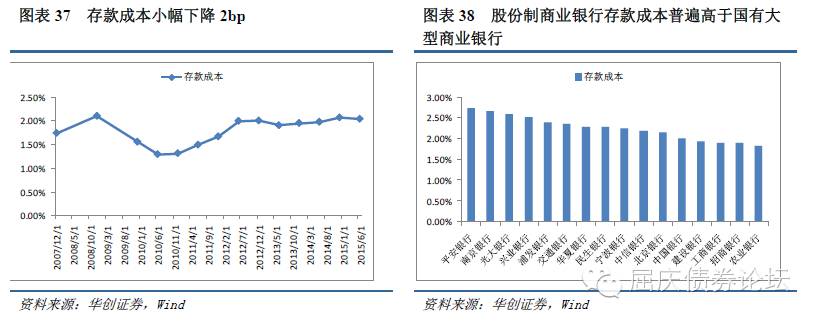 图表 37 存款成本小幅下降 2bp
存款成本
2.50%
2.00%
1.50%
1.00%
0.50%
0.00%
2007/12/1
2008/5/1
2008/10/1
2009/3/1
2009/8/1
2010/1/1
2010/6/1
2010/11/1
2011/4/1
2011/9/1
2012/2/1
2012/7/1
2012/12/1
2013/5/1
2013/10/1
2014/3/1
2014/8/1
2015/1/1
2015/6/1
资料来源：华创证券，Wind
图表 38 股份制商业银行存款成本普遍高于国有大
型商业银行
存款成本
3.00%
2.50%
2.00%
1.50%
1.00%
0.50%
0.00%
平安银行
南京银行
光大银行
兴业银行
浦发银行
交通银行
华夏银行
民生银行
宁波银行
中信银行
北京银行
中国银行
建设银行
工商银行
招商银行
农业银行
资料来源：华创证券，Wind
屈庆债券论坛